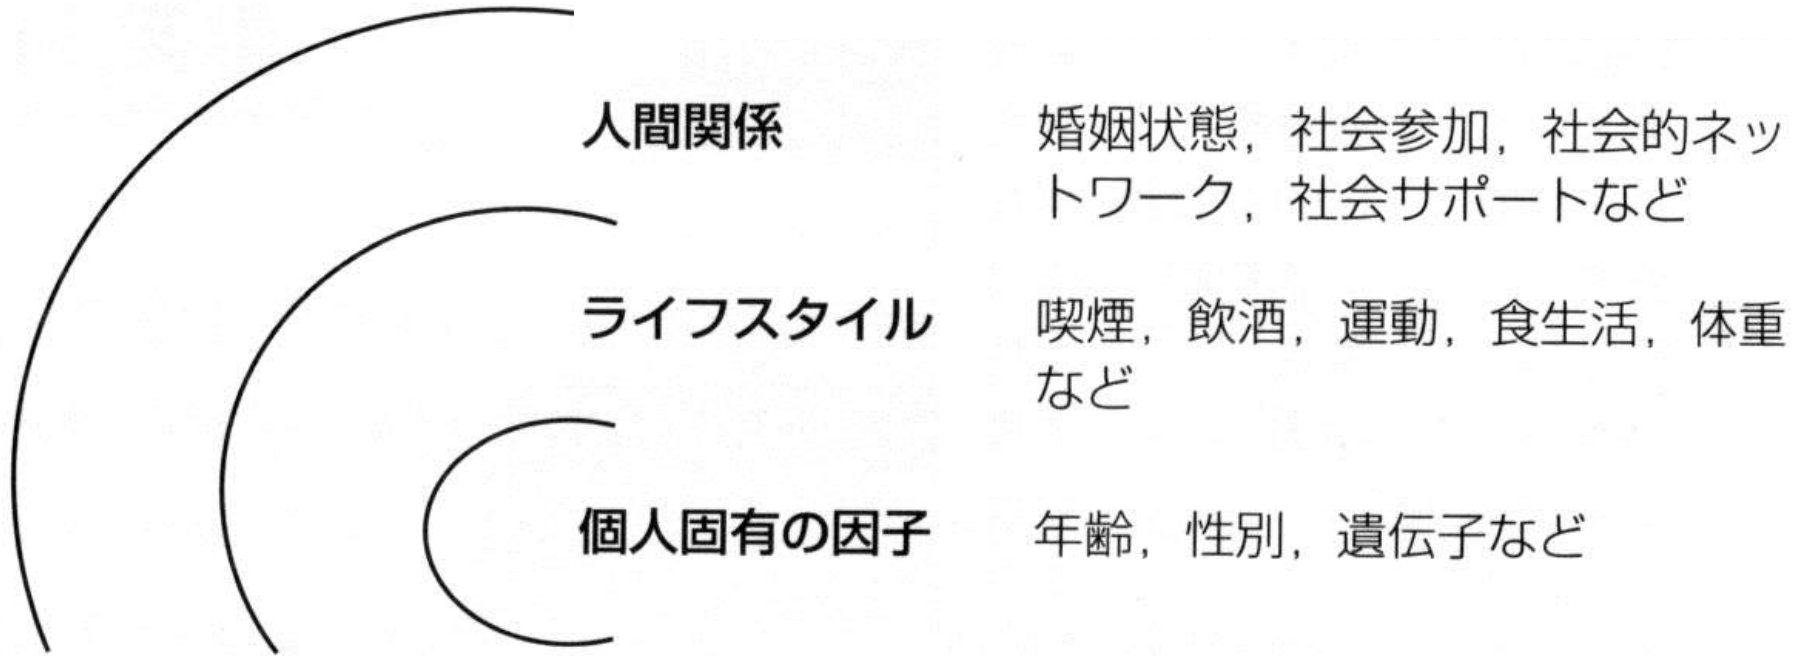 人間関係
婚姻状態，社会参加，社会的ネッ
トワーク，社会サポートなど
ライフスタイル
喫煙，飲酒，運動，食生活，体重
など
個人固有の因子
年齢，性別，遺伝子など